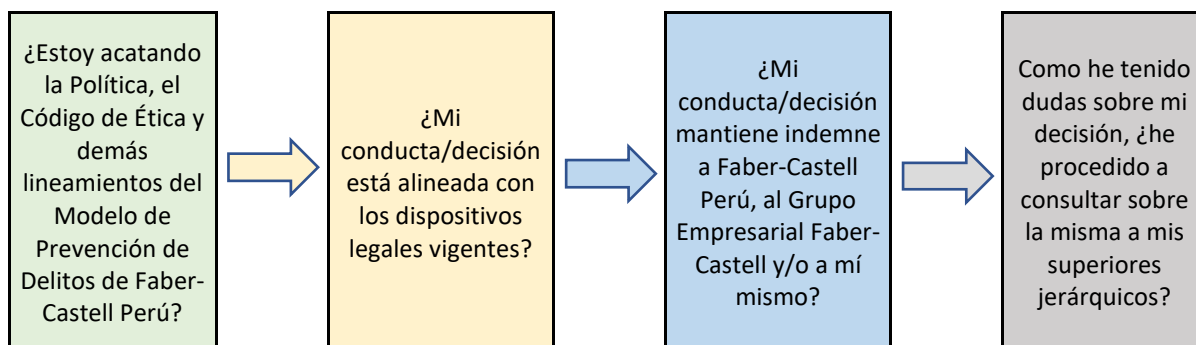 ¿Estoy acatando
la Política, el
Código de Ética y
demás
lineamientos del
Modelo de
Prevención de
Delitos de Faber-
Castell Perú?
¿Mi
conducta/decisión
está alineada con
los dispositivos
legales vigentes?
¿Mi
conducta/decisión
mantiene indemne
a Faber-Castell
Perú, al Grupo
Empresarial Faber-
Castell y/o a mí
mismo?
Como he tenido
dudas sobre mi
decisión, ¿he
procedido a
consultar sobre
la misma a mis
superiores
jerárquicos?